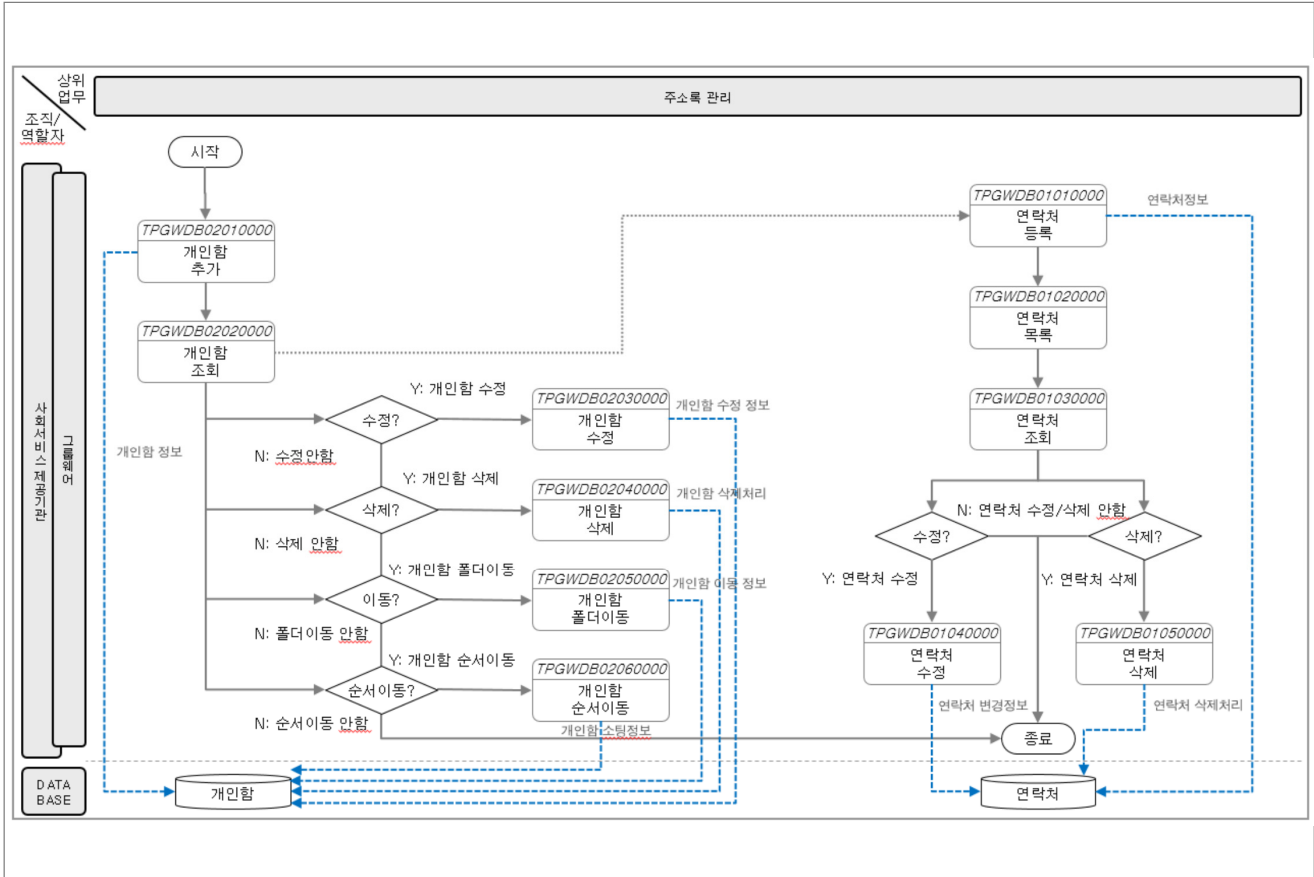 상위
업무
조직/
역할자
주소록 관리
사회서비스 제공기관
그룹웨어
시작
TPGWDB02010000
개인함
추가
TPGWDB02020000
개인함
조회
개인함 정보
수정?
Y: 개인함 수정
N: 수정안함
TPGWDB02030000
개인함
수정
개인함 수정 정보
삭제?
Y: 개인함 삭제
N: 삭제 안함
TPGWDB02040000
개인함
삭제
개인함 삭제처리
이동?
Y: 개인함 폴더이동
N: 폴더이동 안함
TPGWDB02050000
개인함
폴더이동
개인함 이동 정보
순서이동?
Y: 개인함 순서이동
N: 순서이동 안함
TPGWDB02060000
개인함
순서이동
개인함 소팅정보
TPGWDB01010000
연락처
등록
연락처정보
TPGWDB01020000
연락처
목록
TPGWDB01030000
연락처
조회
N: 연락처 수정/삭제 안함
수정?
삭제?
Y: 연락처 수정
Y: 연락처 삭제
TPGWDB01040000
연락처
수정
TPGWDB01050000
연락처
삭제
연락처 변경정보
연락처 삭제처리
종료
DATA
BASE
개인함
연락처